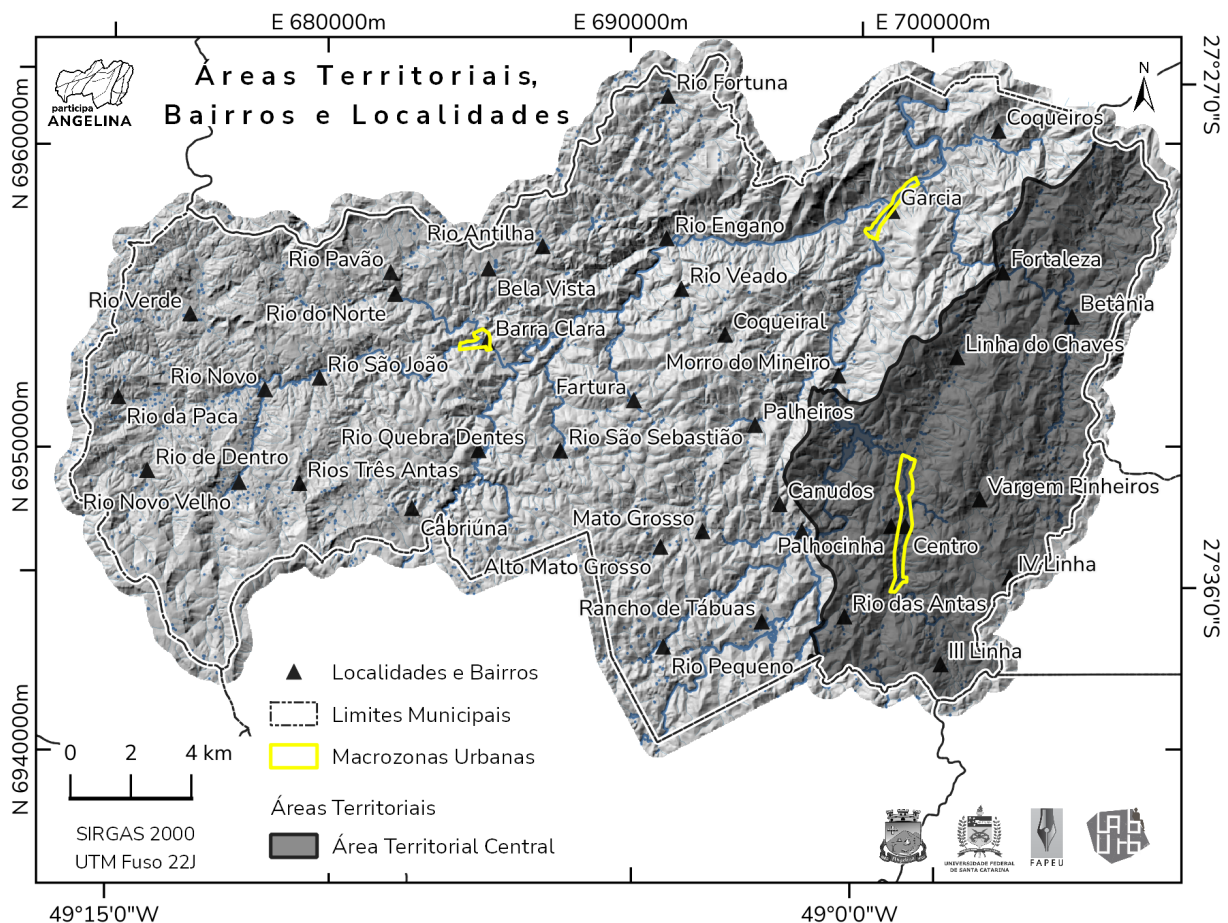 E 680000m
E 690000m
E 700000m
participa
ANGELINA
Áreas Territoriais,
Bairros e Localidades
N
27°27'0"S
27°36'0"S
N 6960000m
N 6950000m
N 6940000m
Rio Fortuna
Coqueiros
Garcia
Rio Antilha
Rio Engano
Rio Pavão
Fortaleza
Rio Veado
Bela Vista
Rio Verde
Rio do Norte
Betânia
Barra Clara
Coqueiral
Linha do Chaves
Rio São João
Morro do Mineiro
Rio Novo
Fartura
Rio da Paca
Palheiros
Rio Quebra Dentes
Rio São Sebastião
Rio de Dentro
Rios Três Antas
Canudos
Vargem Pinheiros
Rio Novo Velho
Mato Grosso
Cabriúna
Palhocinha
Centro
Alto Mato Grosso
IV Linha
Rancho de Tábuas
Rio das Antas
III Linha
Rio Pequeno
Localidades e Bairros
Limites Municipais
Macrozonas Urbanas
Áreas Territoriais
Área Territorial Central
0 2 4 km
SIRGAS 2000
UTM Fuso 22J
UNIVERSIDADE FEDERAL
DE SANTA CATARINA
FAPEU
LAB
URB
49°15'0"W
49°0'0"W